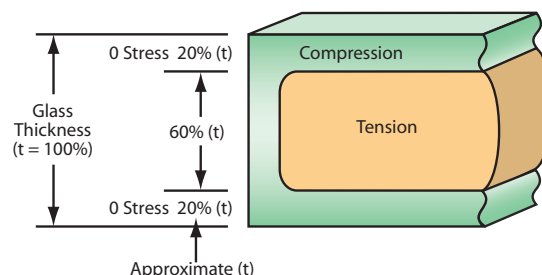 0 Stress 20% (t)
Compression
Glass
Thickness
(t = 100%)
60% (t)
Tension
0 Stress 20% (t)
Approximate (t)